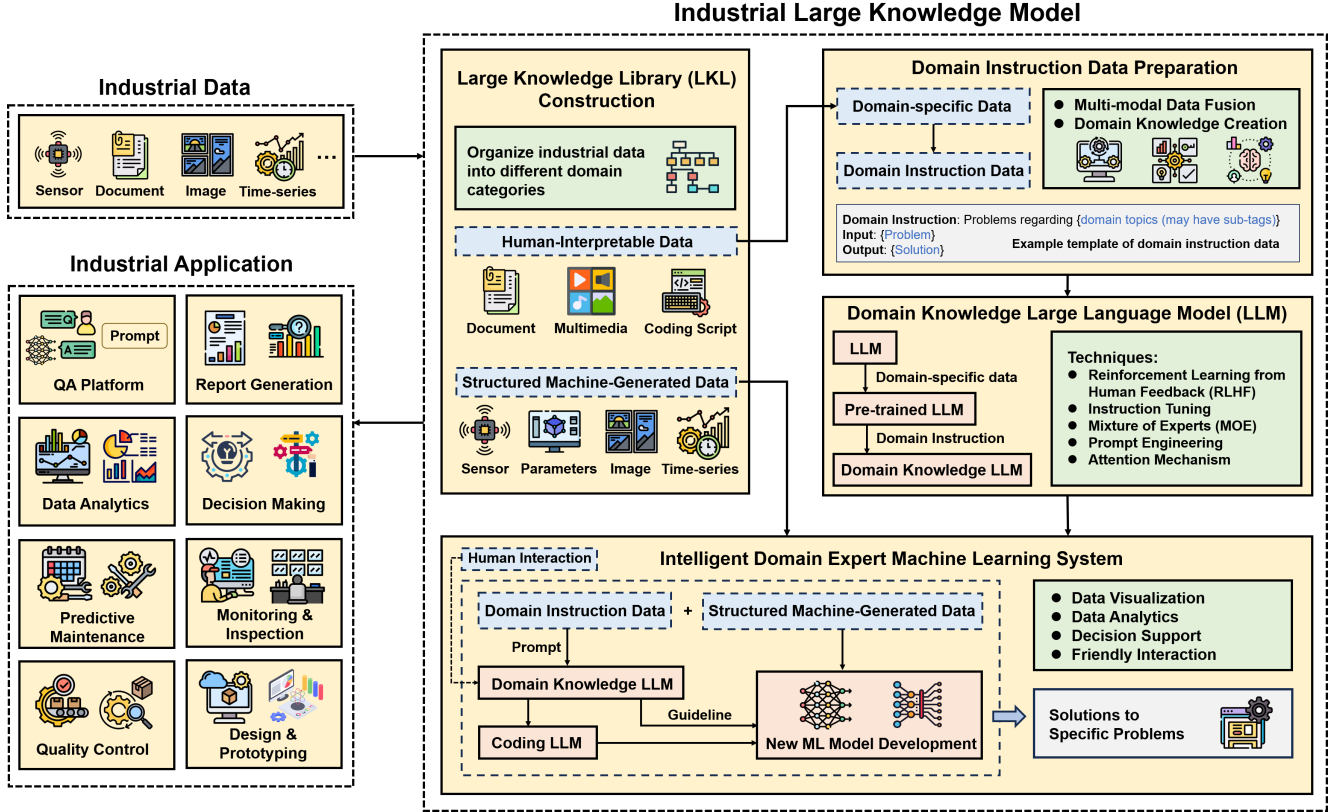 Industrial Large Knowledge Model
Industrial Data
Sensor
Document
Image
Time-series
...
Industrial Application
Q
A
Prompt
QA Platform
Report Generation
Data Analytics
Decision Making
Predictive
Maintenance
Monitoring &
Inspection
Quality Control
Design &
Prototyping
Large Knowledge Library (LKL)
Construction
Organize industrial data
into different domain
categories
Human-Interpretable Data
Document
Multimedia
Coding Script
Structured Machine-Generated Data
Sensor
Parameters
Image
Time-series
Domain Instruction Data Preparation
Domain-specific Data
Domain Instruction Data
● Multi-modal Data Fusion
● Domain Knowledge Creation
Domain Instruction: Problems regarding {domain topics (may have sub-tags)}
Input: {Problem}
Output: {Solution}
Example template of domain instruction data
Domain Knowledge Large Language Model (LLM)
LLM
Domain-specific data
Pre-trained LLM
Domain Instruction
Domain Knowledge LLM
Techniques:
● Reinforcement Learning from
Human Feedback (RLHF)
● Instruction Tuning
● Mixture of Experts (MOE)
● Prompt Engineering
● Attention Mechanism
Intelligent Domain Expert Machine Learning System
Human Interaction
Domain Instruction Data
+
Structured Machine-Generated Data
Prompt
Domain Knowledge LLM
Guideline
Coding LLM
New ML Model Development
● Data Visualization
● Data Analytics
● Decision Support
● Friendly Interaction
Solutions to
Specific Problems